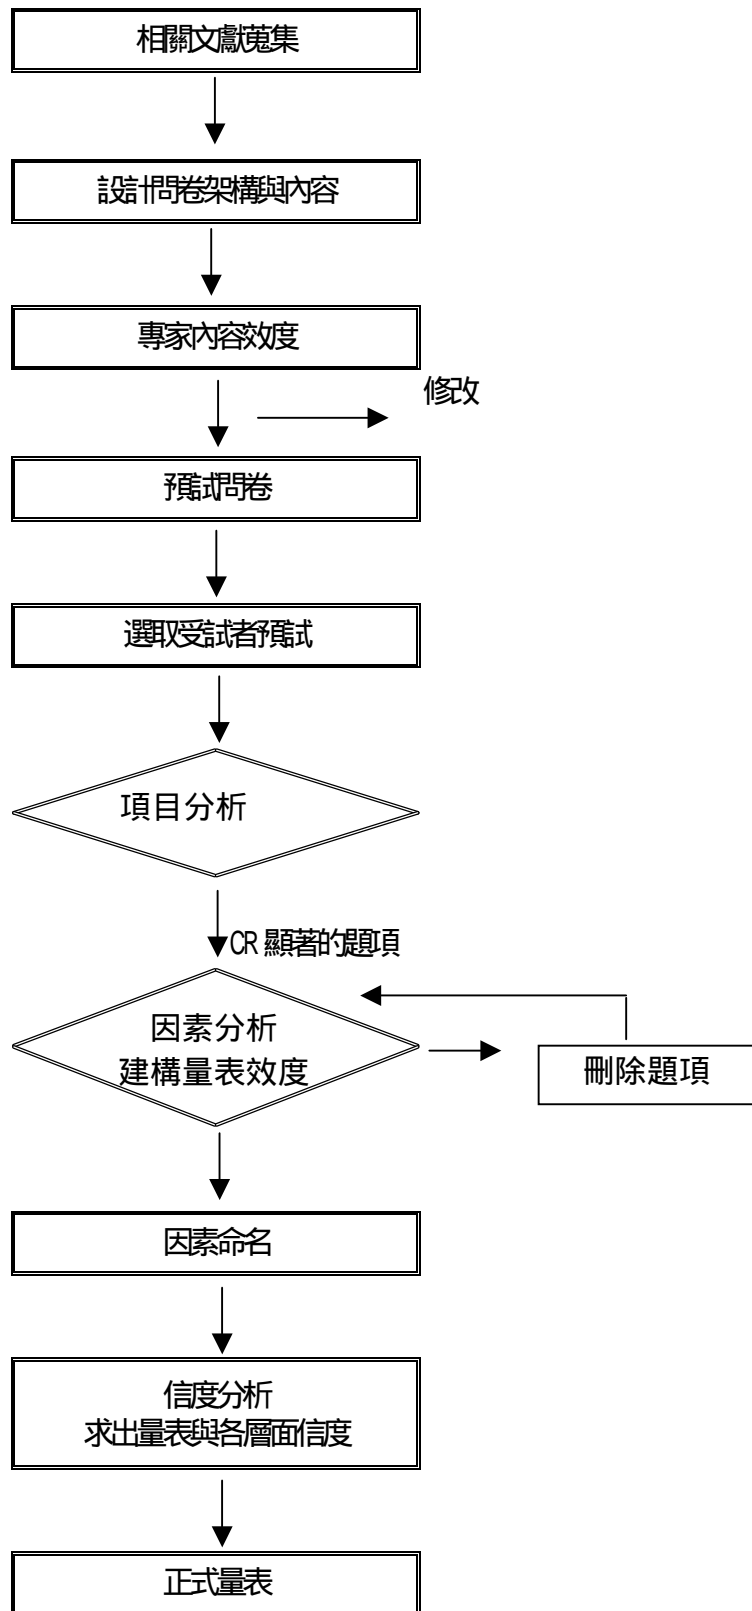 相關文獻蒐集
設計問卷架構與內容
專家內容效度
修改
預試問卷
選取受試者預試
項目分析
CR 顯著的題項
因素分析
建構量表效度
刪除題項
因素命名
信度分析
求出量表與各層面信度
正式量表